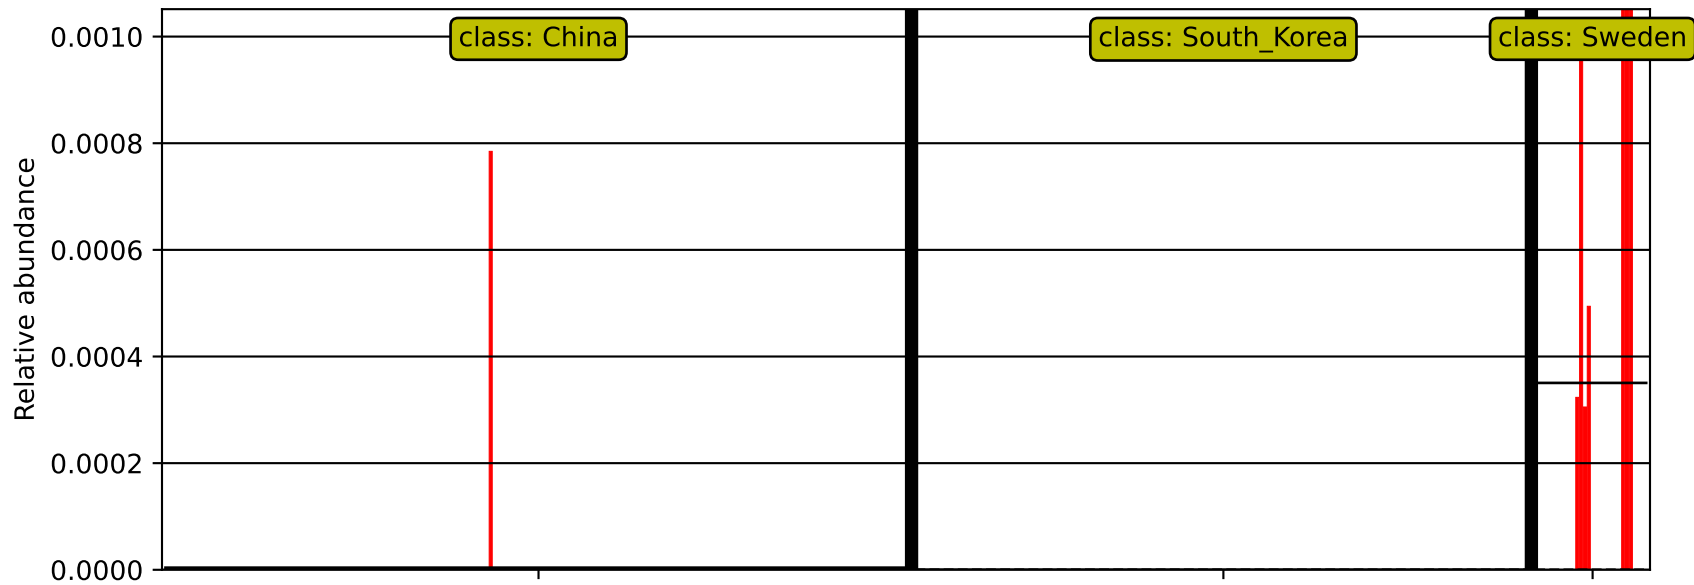 class: China
class: South_Korea
class: Sweden
Relative abundance
0.0010
0.0008
0.0006
0.0004
0.0002
0.0000